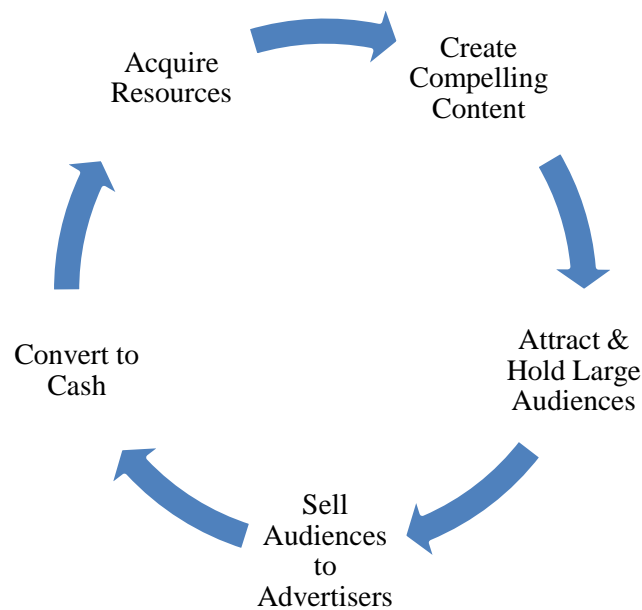 Acquire
Resources
Create
Compelling
Content
Attract &
Hold Large
Audiences
Sell
Audiences
to
Advertisers
Convert to
Cash